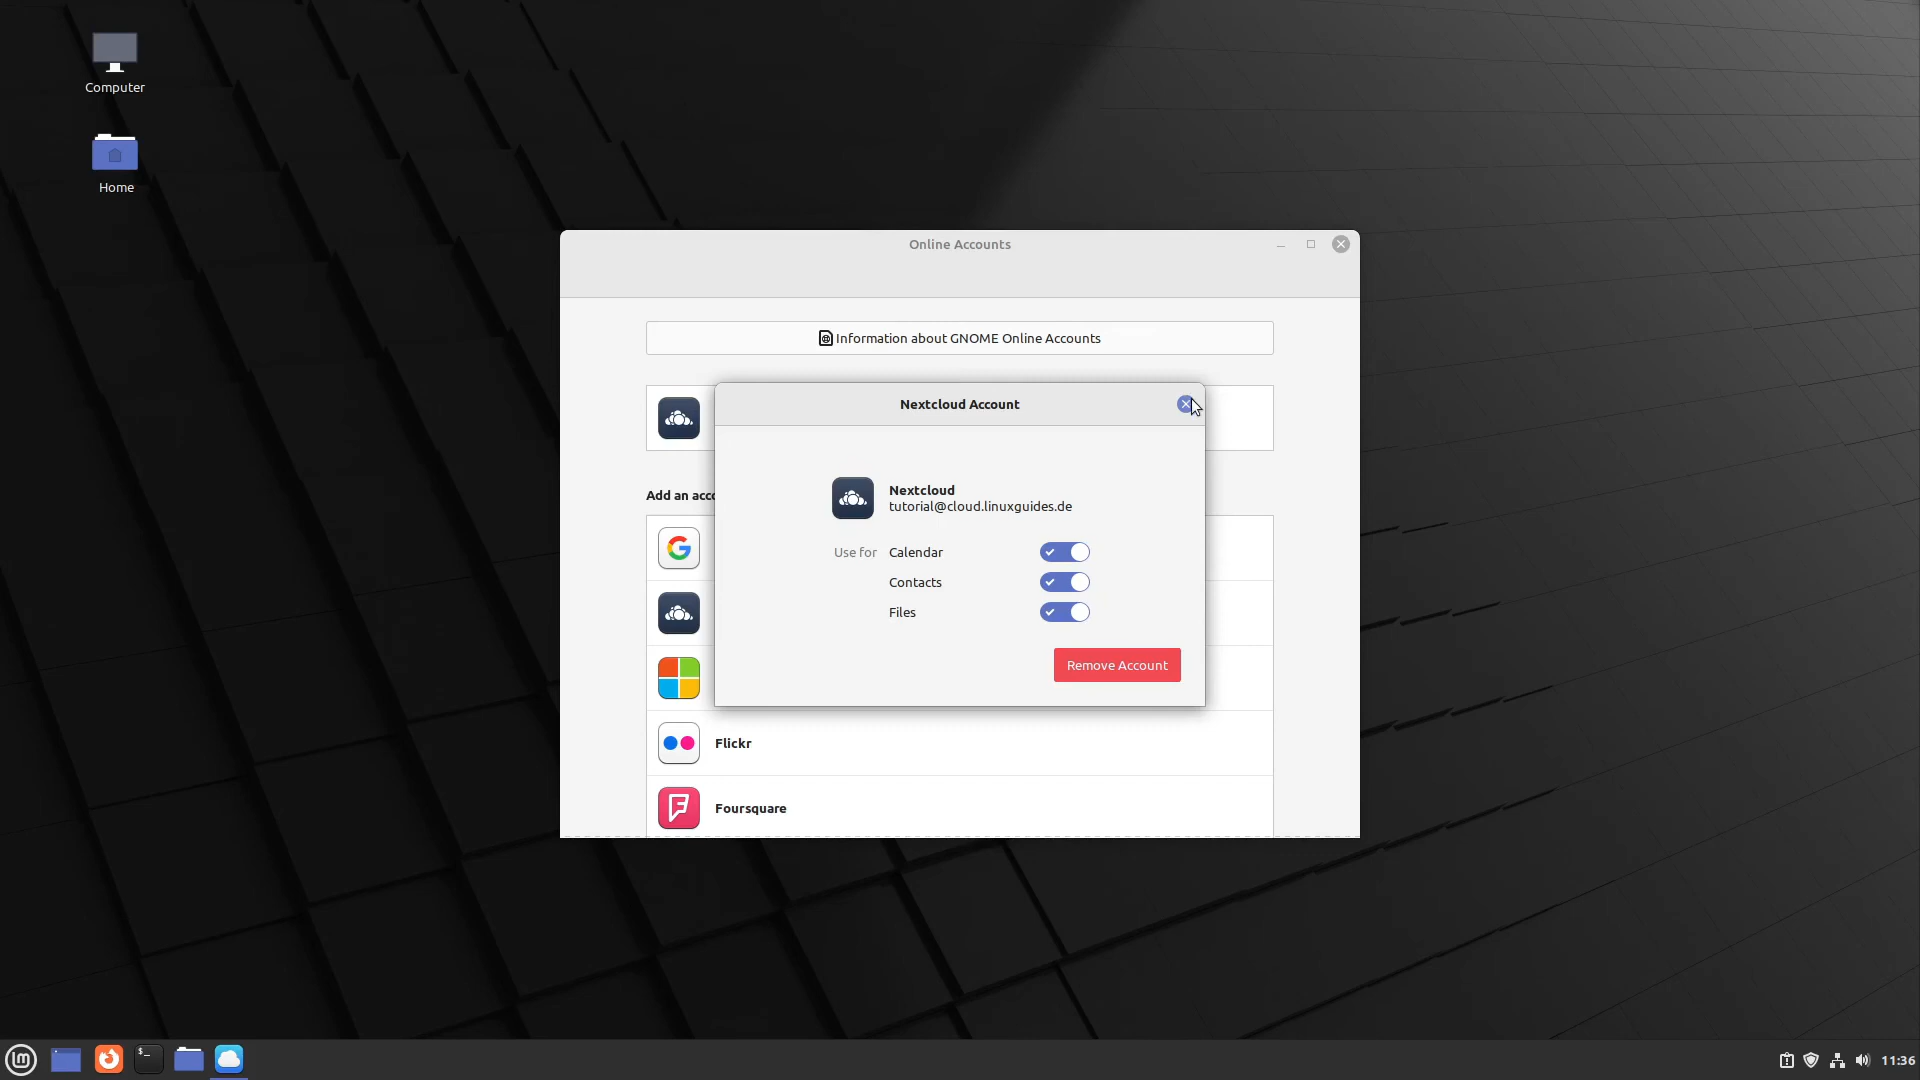 Computer
Home
Online Accounts
Information about GNOME Online Accounts
Nextcloud Account
Add an acco
Nextcloud
tutorial@cloud.linuxguides.de
Use for Calendar
Contacts
Files
Remove Account
Flickr
Foursquare
11:36